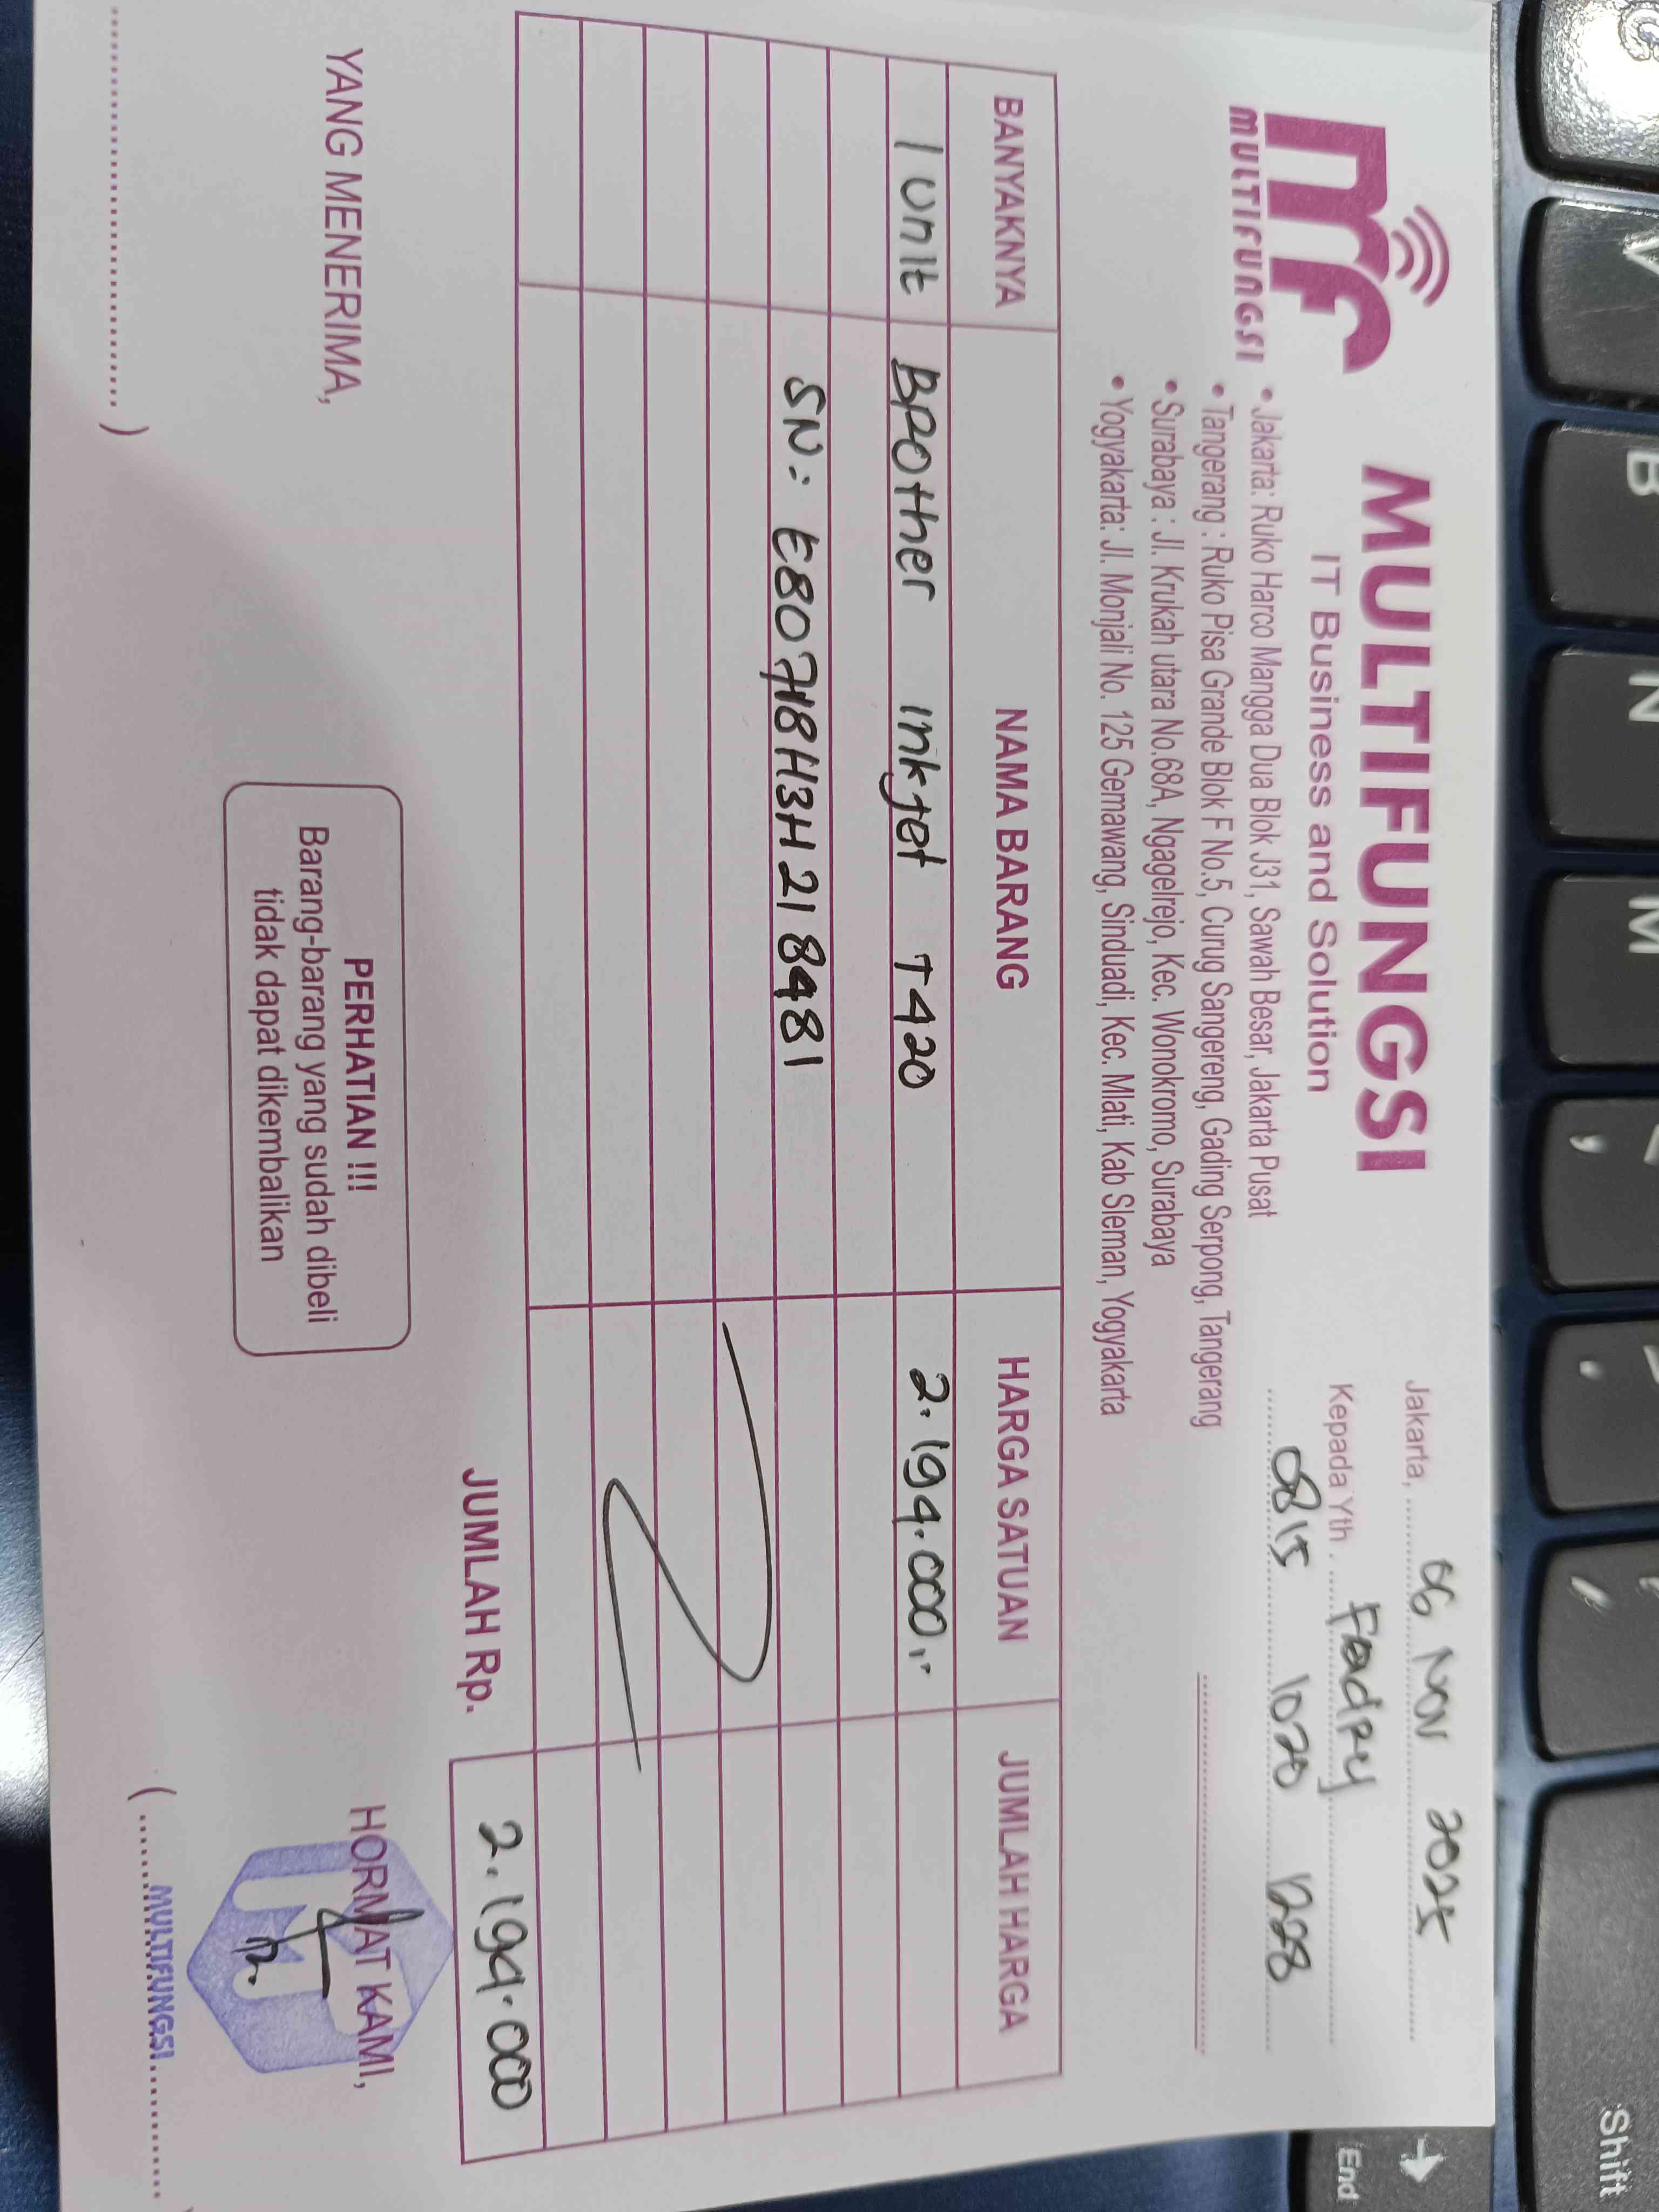 MULTIFUNGSI
MULTIFUNGSI
IT Business and Solution
• Jakarta: Ruko Harco Mangga Dua Blok J31, Sawah Besar, Jakarta Pusat
• Tangerang : Ruko Pisa Grande Blok F No.5, Curug Sangereng, Gading Serpong, Tangerang
• Surabaya : Jl. Krukah utara No.68A, Ngagelrejo, Kec. Wonokromo, Surabaya
• Yogyakarta: Jl. Monjali No. 125 Gemawang, Sinduadi, Kec. Mlati, Kab Sleman, Yogyakarta
Jakarta, 06 NOV 2025
Kepada Yth. Fadry
0815 1020 1228
BANYAKNYA NAMA BARANG HARGA SATUAN JUMLAH HARGA
1 Unit Brother inkjet T420 2.194.000,-
SN: E80718H3H218481
JUMLAH Rp. 2.194.000
YANG MENERIMA,
HORMAT KAMI,
PERHATIAN !!!
Barang-barang yang sudah dibeli
tidak dapat dikembalikan
MULTIFUNGSI
B
N
M
,
.
Shift
End